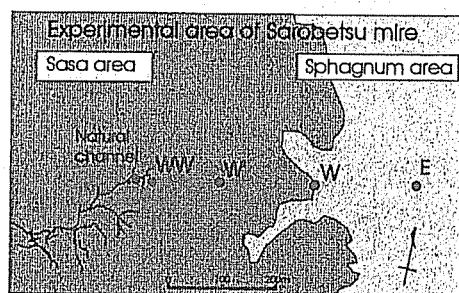 Experimental area of Sarobetsu mire
Sasa area
Sphagnum area
Natural
channel
WW
W'
W
E